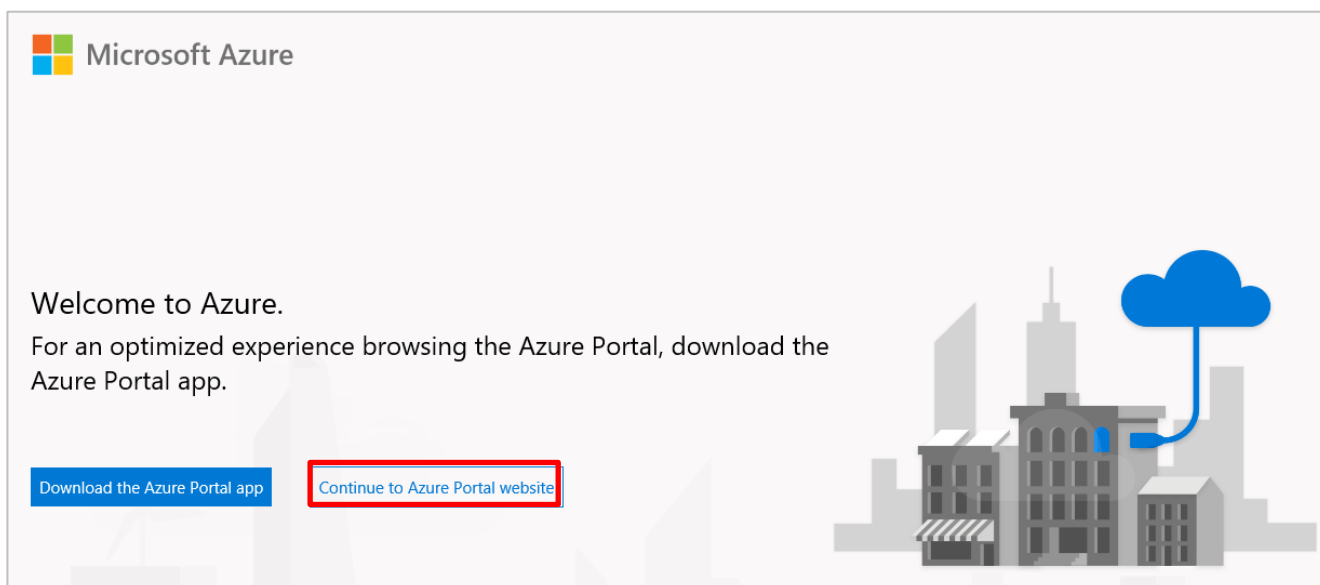 Microsoft Azure
Welcome to Azure.
For an optimized experience browsing the Azure Portal, download the
Azure Portal app.
Download the Azure Portal app
Continue to Azure Portal website